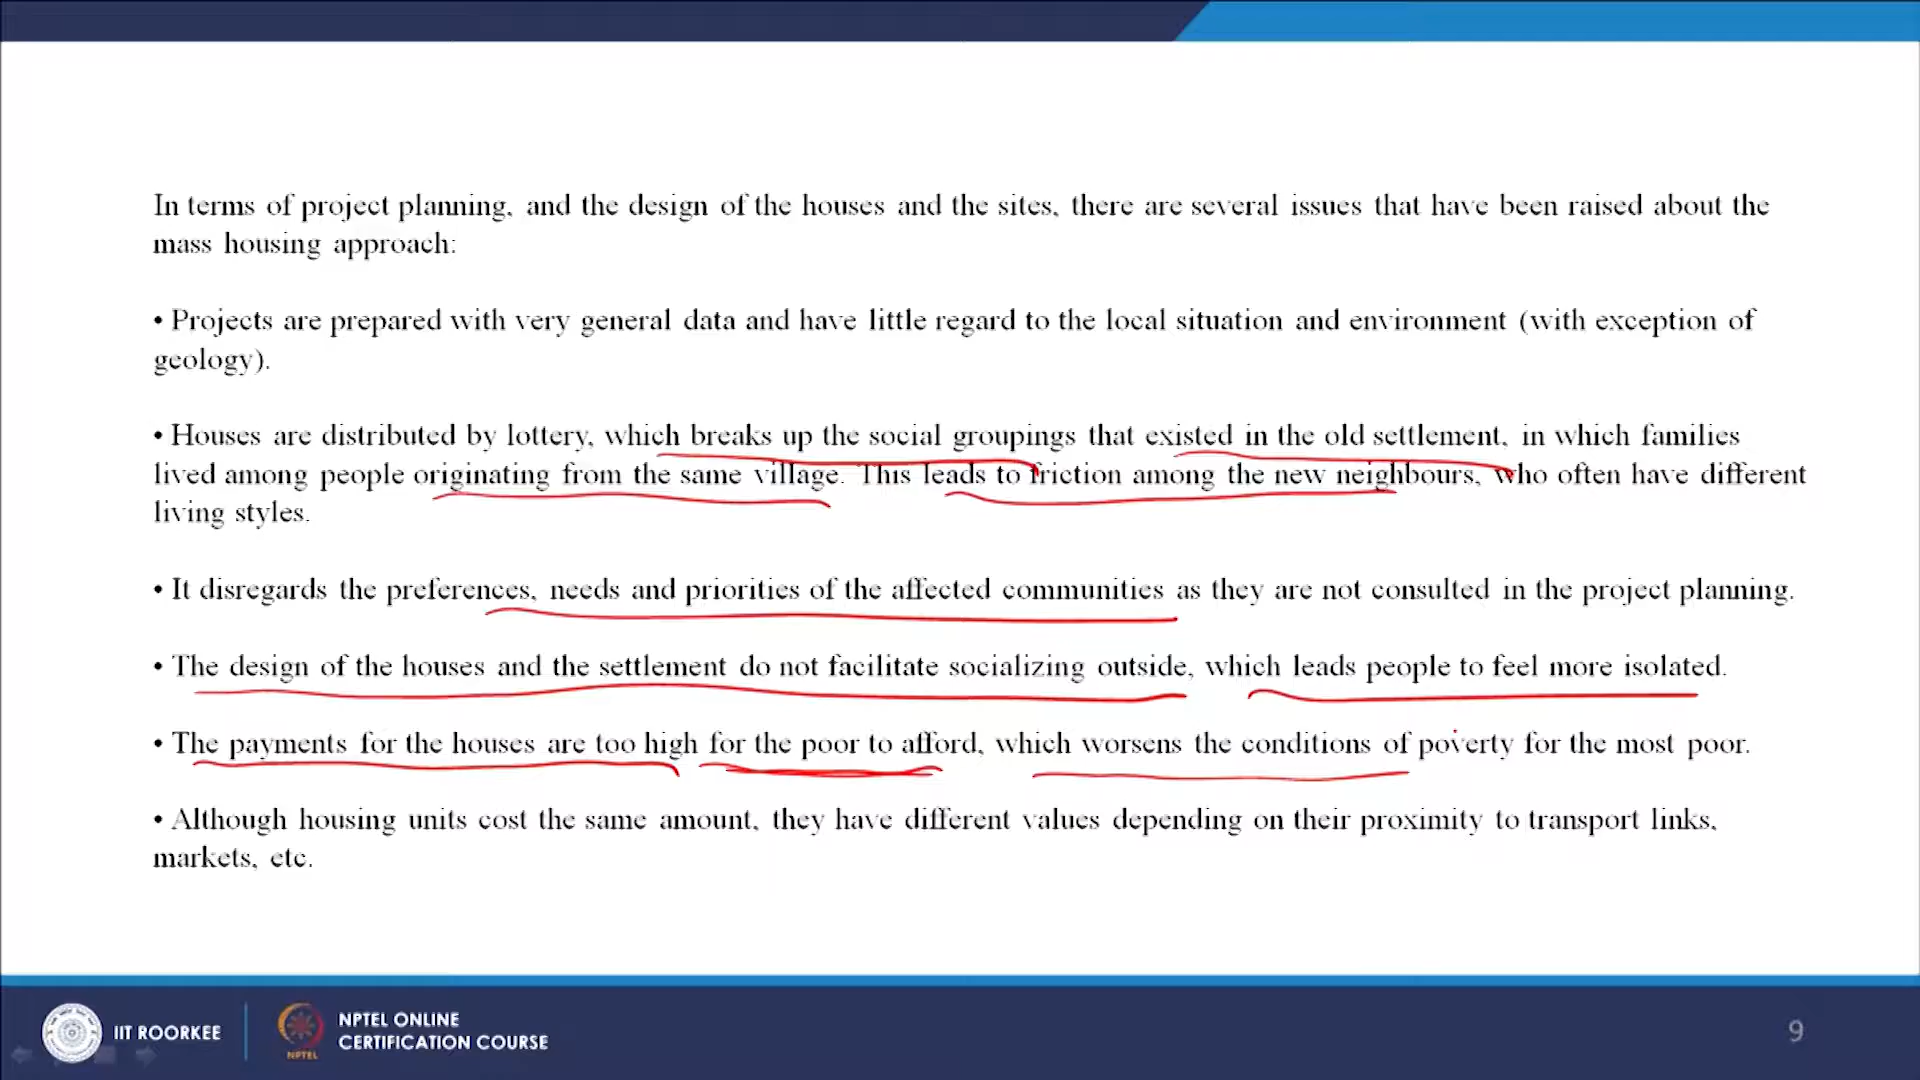 In terms of project planning, and the design of the houses and the sites, there are several issues that have been raised about the
mass housing approach:
• Projects are prepared with very general data and have little regard to the local situation and environment (with exception of
geology).
• Houses are distributed by lottery, which breaks up the social groupings that existed in the old settlement, in which families
lived among people originating from the same village. This leads to friction among the new neighbours, who often have different
living styles.
• It disregards the preferences, needs and priorities of the affected communities as they are not consulted in the project planning.
• The design of the houses and the settlement do not facilitate socializing outside, which leads people to feel more isolated.
• The payments for the houses are too high for the poor to afford, which worsens the conditions of poverty for the most poor.
• Although housing units cost the same amount, they have different values depending on their proximity to transport links,
markets, etc.
IIT ROORKEE
NPTEL
NPTEL ONLINE
CERTIFICATION COURSE
9